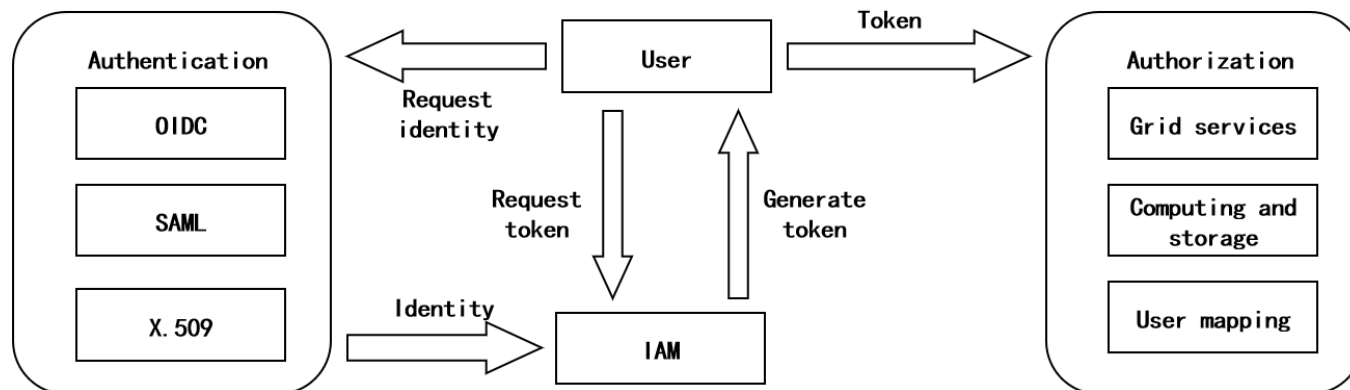 Authentication
OIDC
SAML
X.509
Request
identity
User
Token
Request
token
Generate
token
Identity
IAM
Authorization
Grid services
Computing and
storage
User mapping